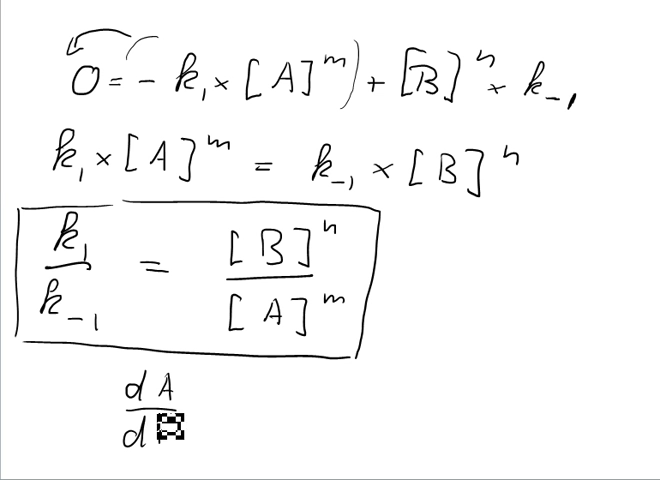 0 = - k₁ × [A]ᵐ) + [B]ⁿ × k₋₁
k₁ × [A]ᵐ = k₋₁ × [B]ⁿ
k₁/k₋₁ = [B]ⁿ/[A]ᵐ
dA
d